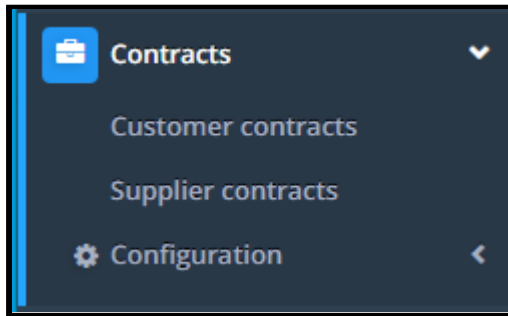 Contracts
Customer contracts
Supplier contracts
Configuration